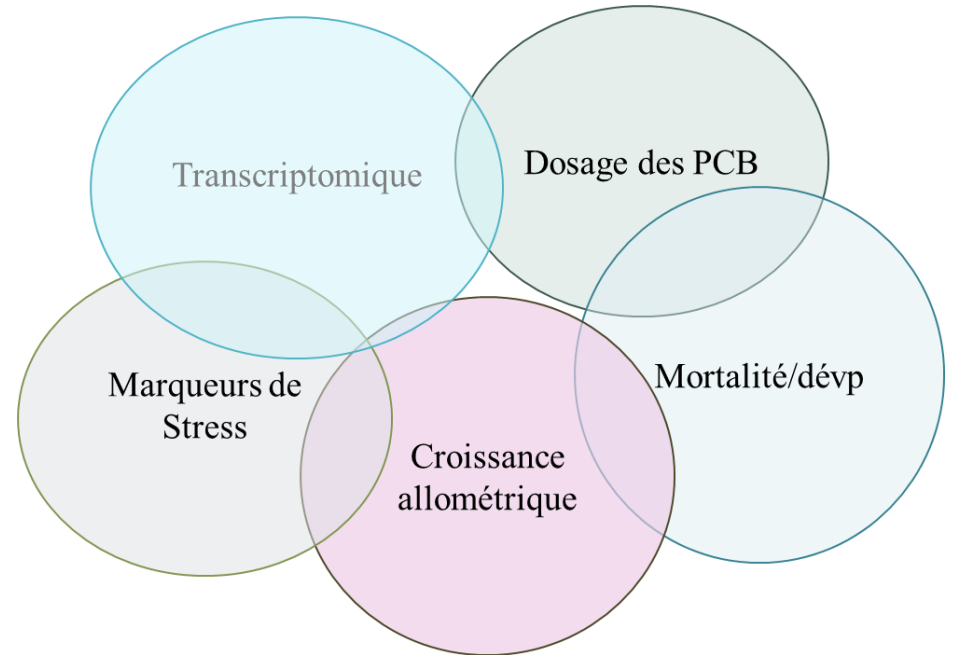 Transcriptomique
Dosage des PCB
Marqueurs de
Stress
Croissance
allométrique
Mortalité/dévp